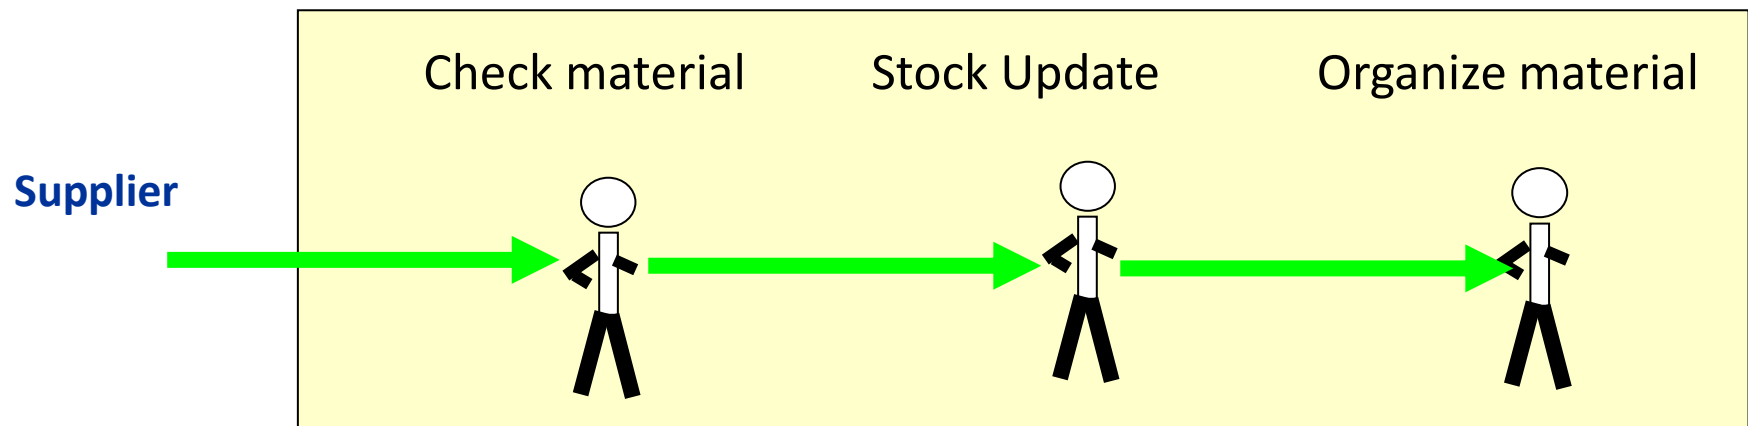 Check material
Stock Update
Organize material
Supplier